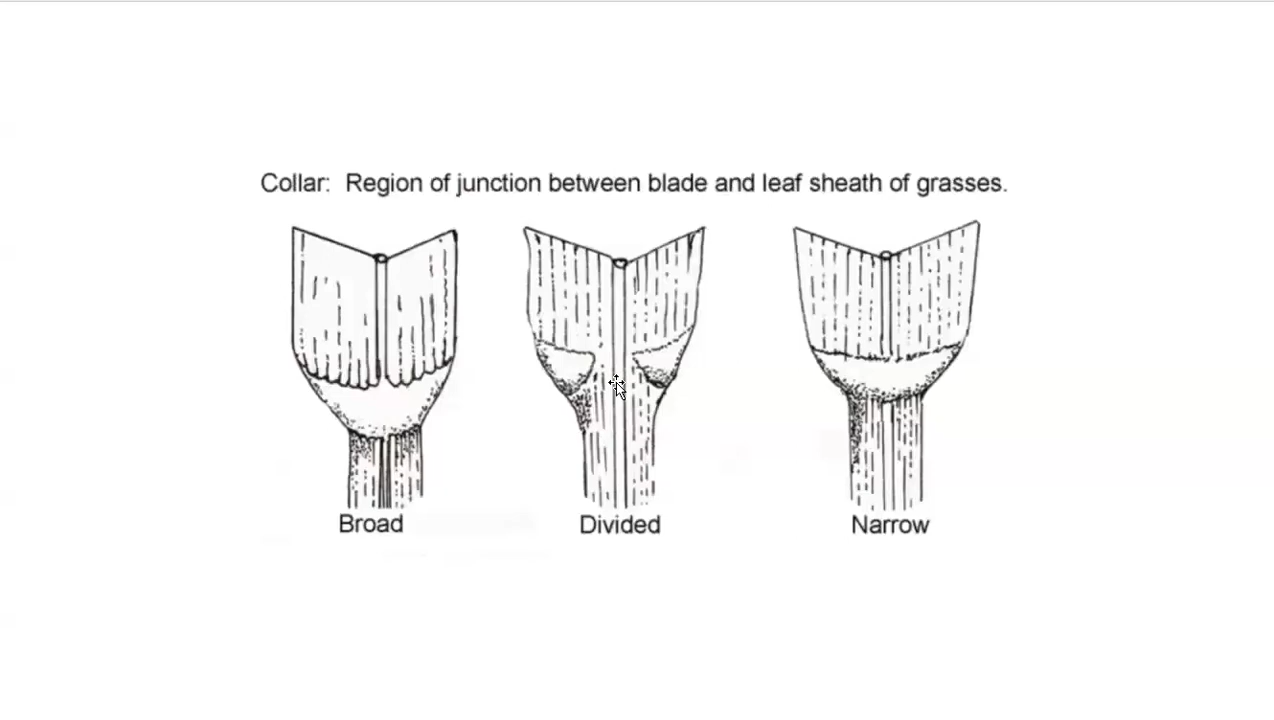 Collar: Region of junction between blade and leaf sheath of grasses.
Broad
Divided
Narrow